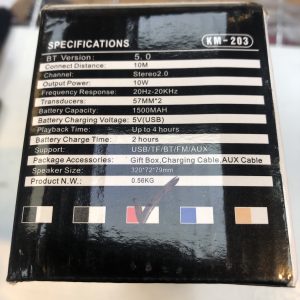 SPECIFICATIONS KM-203
BT Version: 5.0
Connect Distance: 10M
Channel: Stereo2.0
Output Power: 10W
Frequency Response: 20Hz-20KHz
Transducers: 57MM*2
Battery Capacity: 1500MAH
Battery Charging Voltage: 5V(USB)
Playback Time: Up to 4 hours
Battery Charge Time: 2 hours
Support: USB/TF/BT/FM/AUX
Package Accessories: Gift Box,Charging Cable,AUX Cable
Speaker Size: 320*72*79mm
Product N.W.: 0.56KG